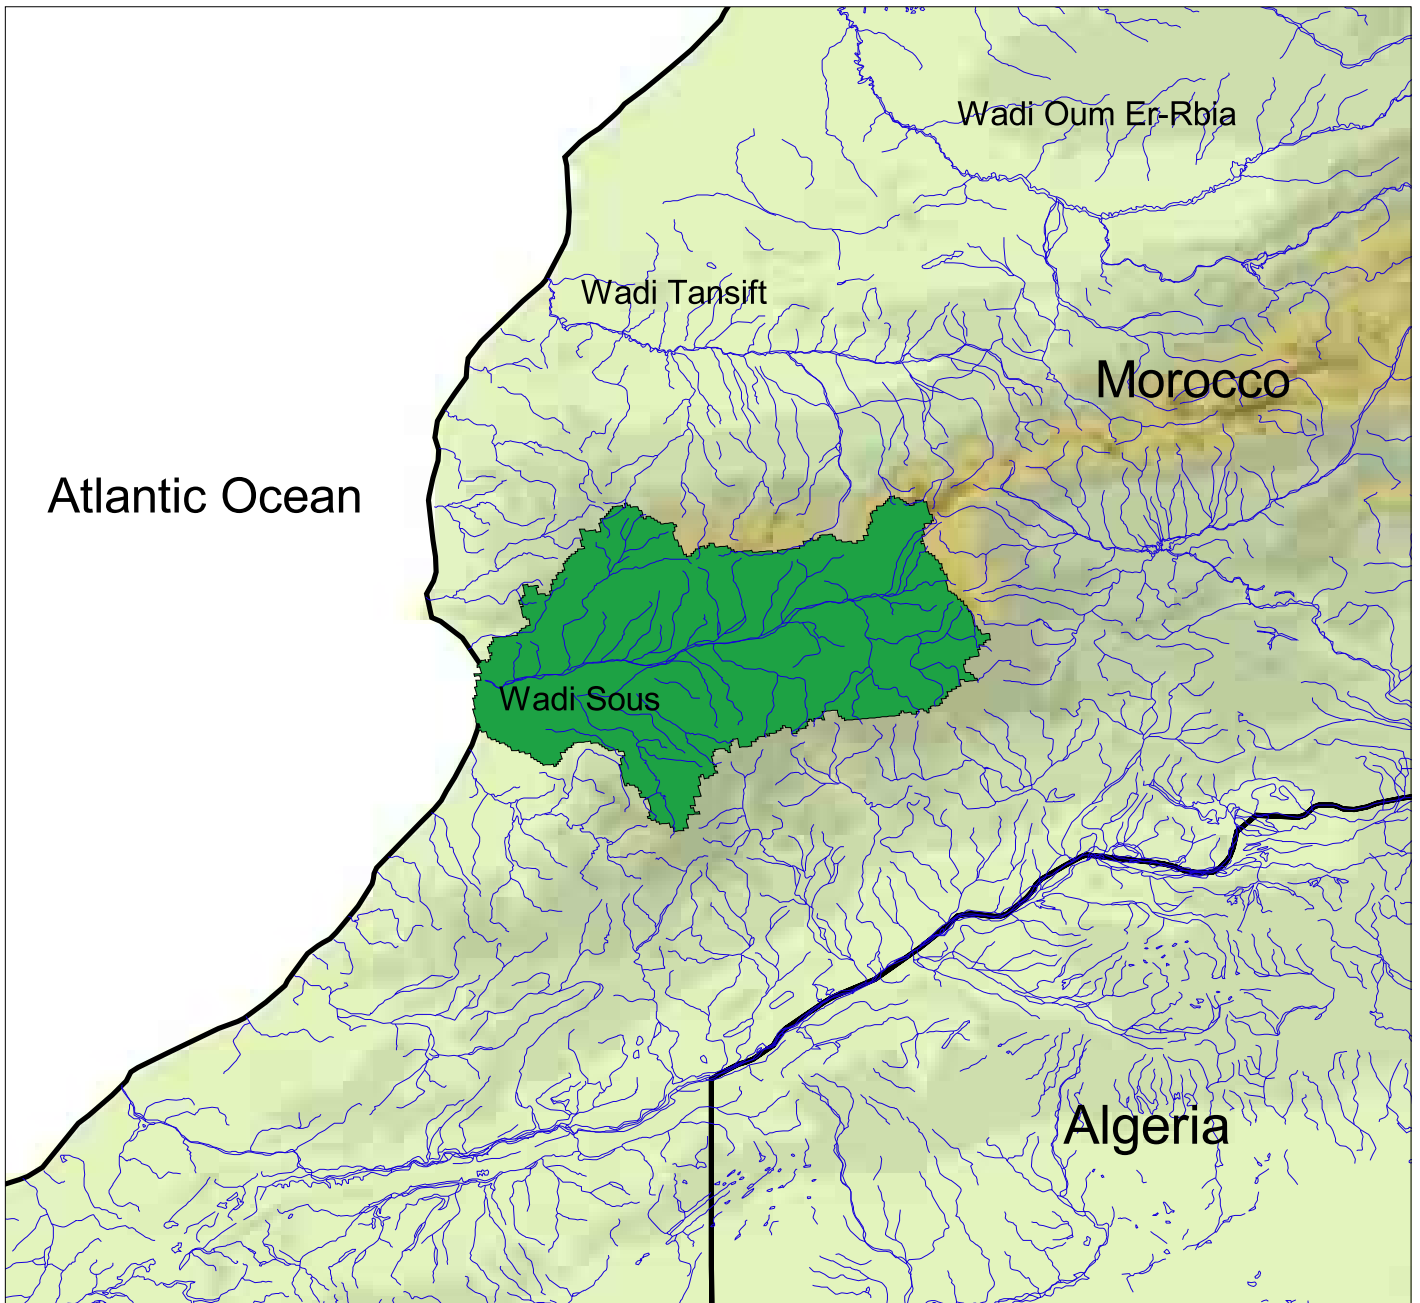 Wadi Oum Er-Rbia
Wadi Tansift
Morocco
Atlantic Ocean
Wadi Sous
Algeria